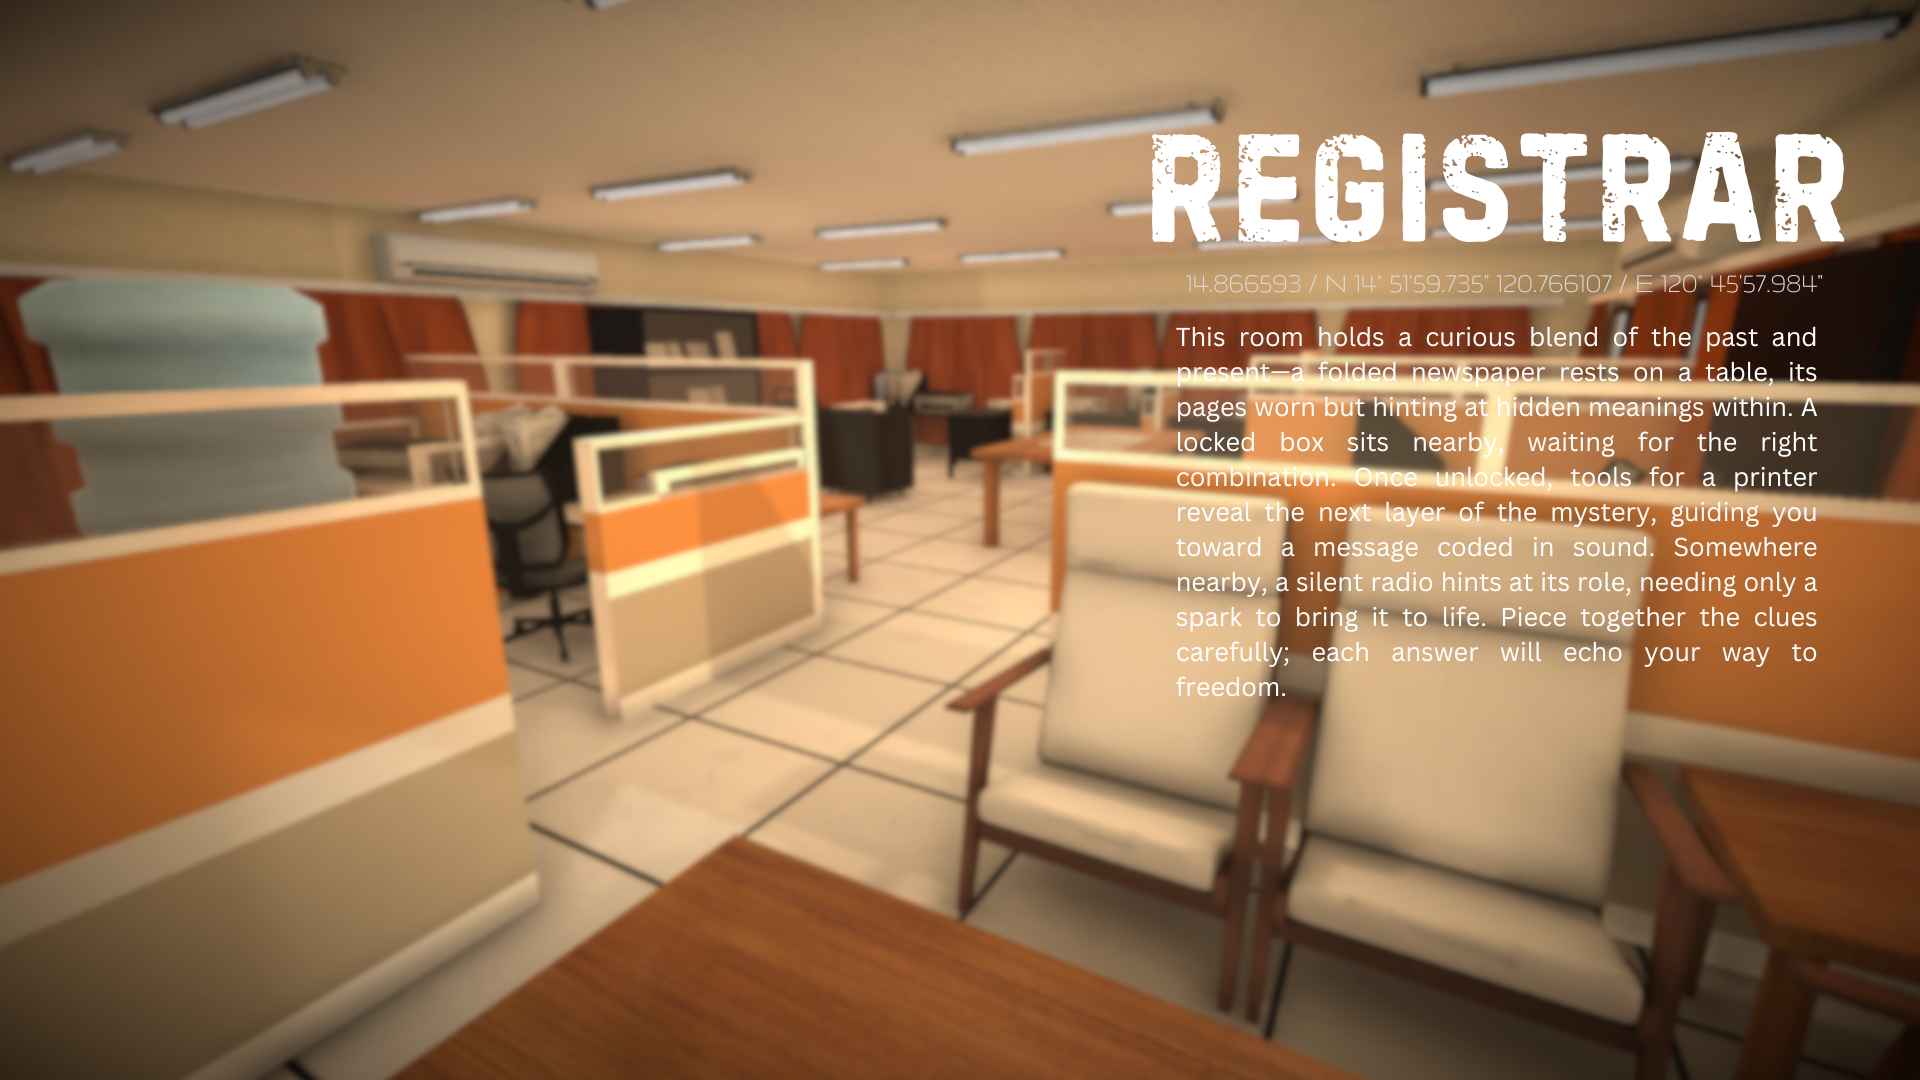 REGISTRAR
14.866593 / N 14° 51'59.735" 120.766107 / E 120° 45'57.984"
This room holds a curious blend of the past and
present—a folded newspaper rests on a table, its
pages worn but hinting at hidden meanings within. A
locked box sits nearby, waiting for the right
combination. Once unlocked, tools for a printer
reveal the next layer of the mystery, guiding you
toward a message coded in sound. Somewhere
nearby, a silent radio hints at its role, needing only a
spark to bring it to life. Piece together the clues
carefully; each answer will echo your way to
freedom.